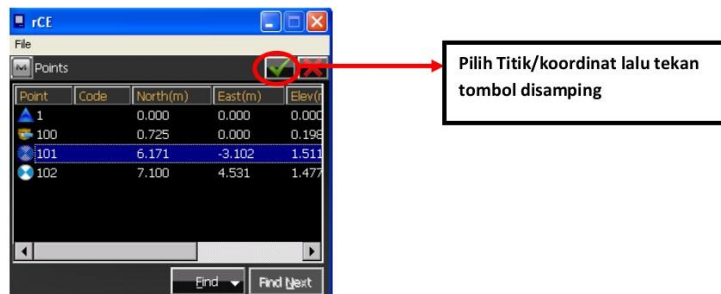 rCE
File
Points
Point Code North(m) East(m) Elev(r
1 0.000 0.000 0.000
100 0.725 0.000 0.198
101 6.171 -3.102 1.511
102 7.100 4.531 1.477
Find Find Next
Pilih Titik/koordinat lalu tekan
tombol disamping